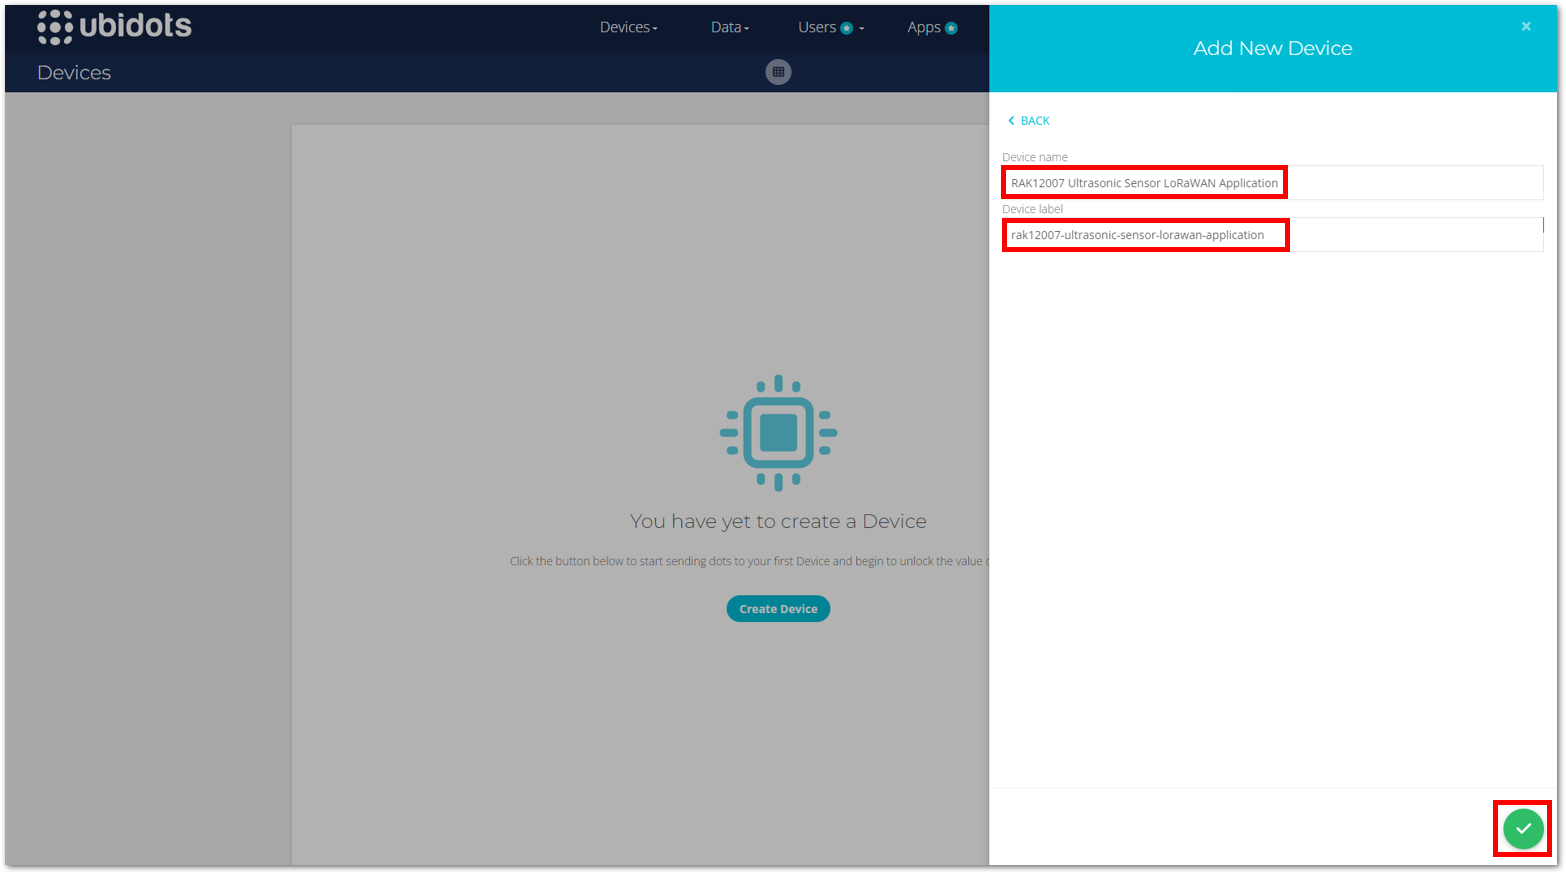 ubidots
Devices
Data
Users
Apps
Devices
Add New Device
BACK
Device name
RAK12007 Ultrasonic Sensor LoRaWAN Application
Device label
rak12007-ultrasonic-sensor-lorawan-application
You have yet to create a Device
Click the button below to start sending dots to your first Device and begin to unlock the value
Create Device